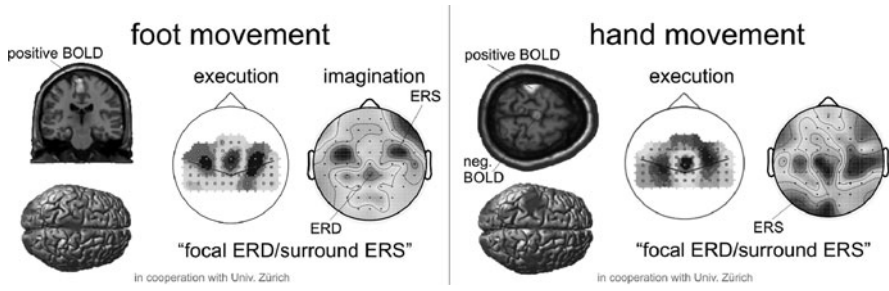 foot movement
positive BOLD
execution
imagination
ERS
ERD
“focal ERD/surround ERS”
in cooperation with Univ. Zürich
hand movement
positive BOLD
execution
neg.
BOLD
ERS
“focal ERD/surround ERS”
in cooperation with Univ. Zürich